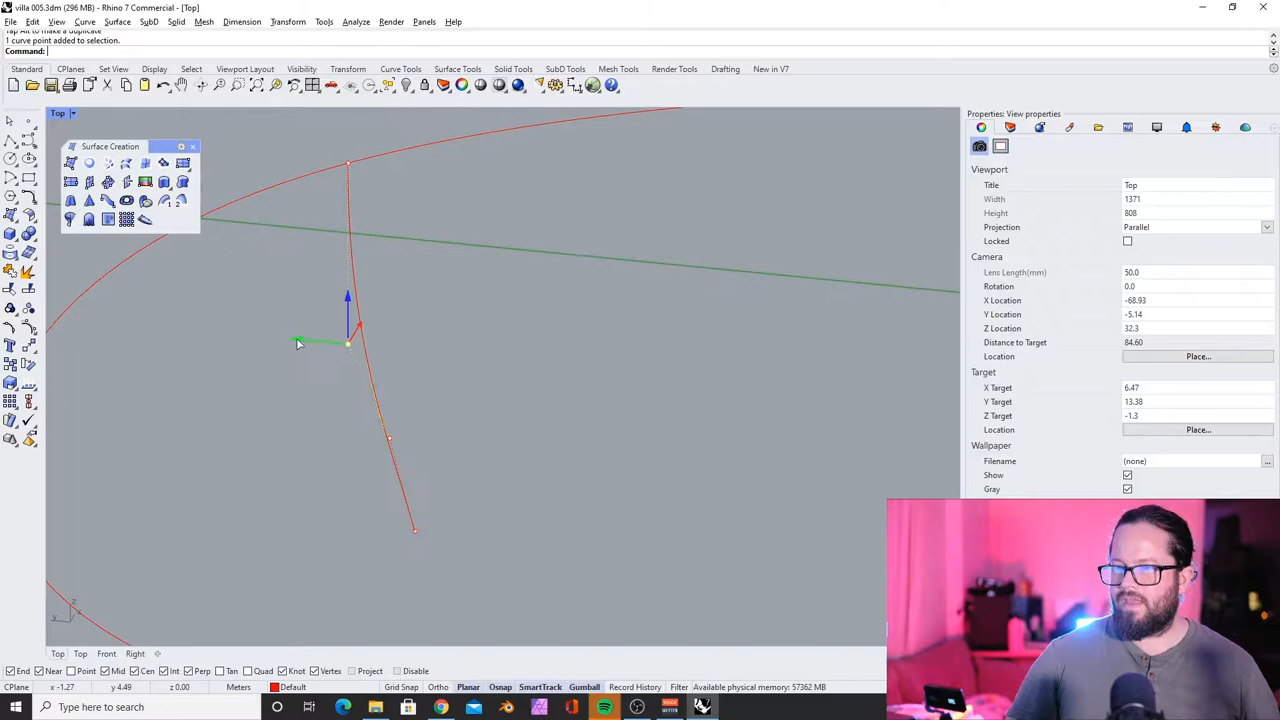 villa 005.3dm (296 MB) - Rhino 7 Commercial - [Top]
File Edit View Curve Surface SubD Solid Mesh Dimension Transform Tools Analyze Render Panels Help
Tap Alt to make a duplicate
1 curve point added to selection.
Command:
Standard CPlanes Set View Display Select Viewport Layout Visibility Transform Curve Tools Surface Tools Solid Tools SubD Tools Mesh Tools Render Tools Drafting New in V7
Top
Properties: View properties
Surface Creation
Viewport
Title Top
Width 1371
Height 808
Projection Parallel
Locked
Camera
Lens Length(mm) 50.0
Rotation 0.0
X Location -68.93
Y Location -5.14
Z Location 32.3
Distance to Target 84.60
Location Place...
Target
X Target 6.47
Y Target 13.38
Z Target -1.3
Location Place...
Wallpaper
Filename (none) ...
Show
Gray
z
x
y
Top Top Front Right
End Near Point Mid Cen Int Perp Tan Quad Knot Vertex Project Disable
CPlane x -1.27 y 4.49 z 0.00 Meters Default Grid Snap Ortho Planar Osnap SmartTrack Gumball Record History Filter Available physical memory: 57362 MB
Type here to search